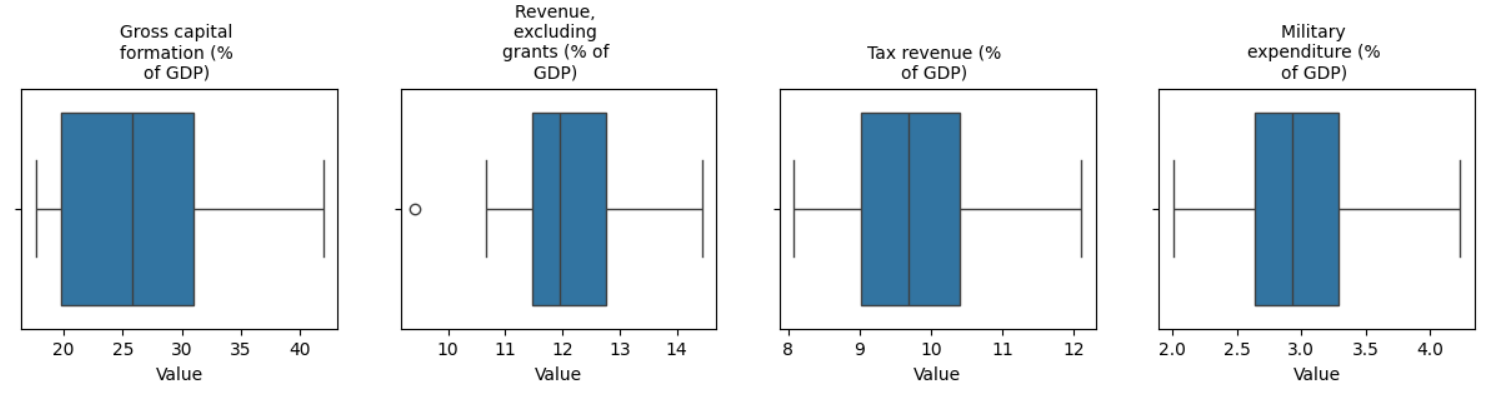 Gross capital
formation (%
of GDP)
20 25 30 35 40
Value
Revenue,
excluding
grants (% of
GDP)
10 11 12 13 14
Value
Tax revenue (%
of GDP)
8 9 10 11 12
Value
Military
expenditure (%
of GDP)
2.0 2.5 3.0 3.5 4.0
Value